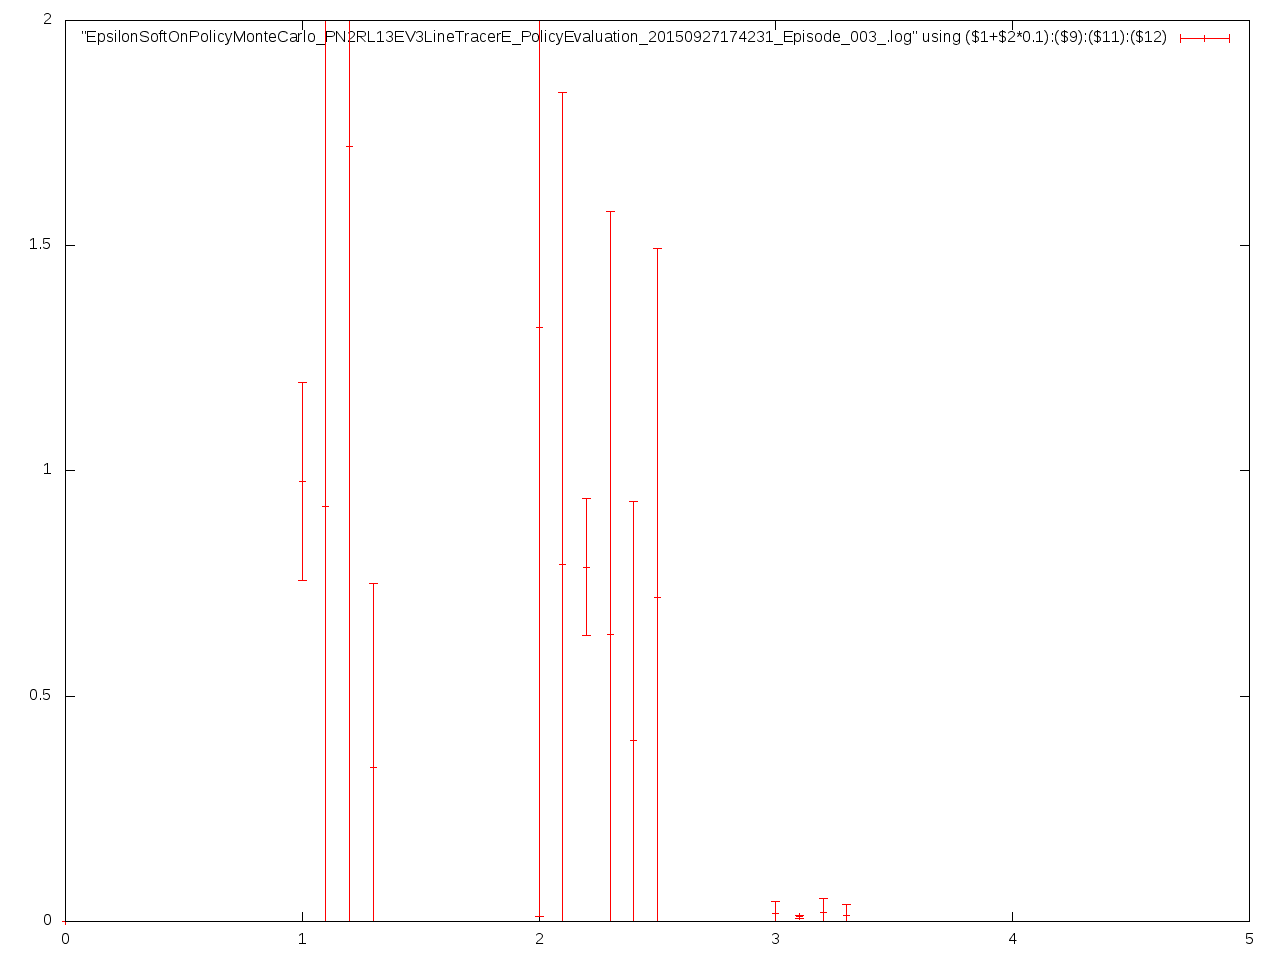 2
"EpsilonSoftOnPolicyMonteCarlo_PN2RL13EV3LineTracerE_PolicyEvaluation_20150927174231_Episode_003_.log" using ($1+$2*0.1):($9):($11):($12)
1.5
1
0.5
0
0 1 2 3 4 5